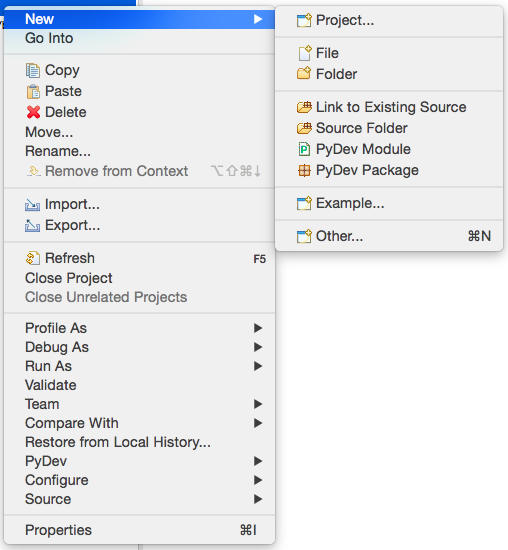 New
Go Into
Copy
Paste
Delete
Move...
Rename...
Remove from Context ⌥⇧⌘↓
Import...
Export...
Refresh F5
Close Project
Close Unrelated Projects
Profile As
Debug As
Run As
Validate
Team
Compare With
Restore from Local History...
PyDev
Configure
Source
Properties ⌘I
Project...
File
Folder
Link to Existing Source
Source Folder
PyDev Module
PyDev Package
Example...
Other... ⌘N